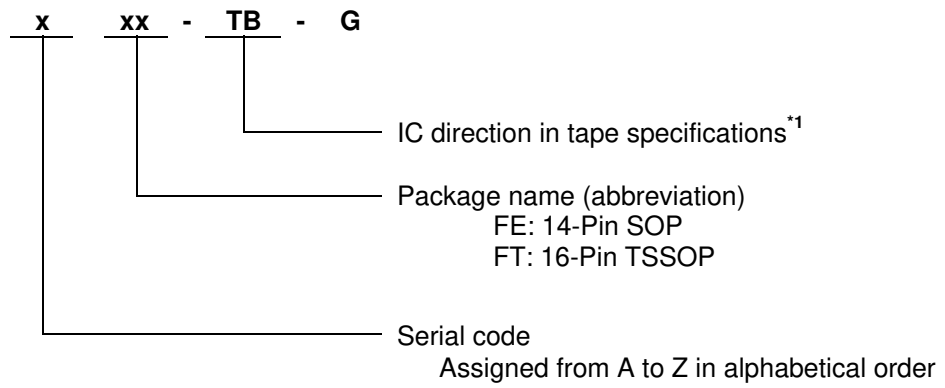 x xx - TB - G
IC direction in tape specifications*1
Package name (abbreviation)
FE: 14-Pin SOP
FT: 16-Pin TSSOP
Serial code
Assigned from A to Z in alphabetical order